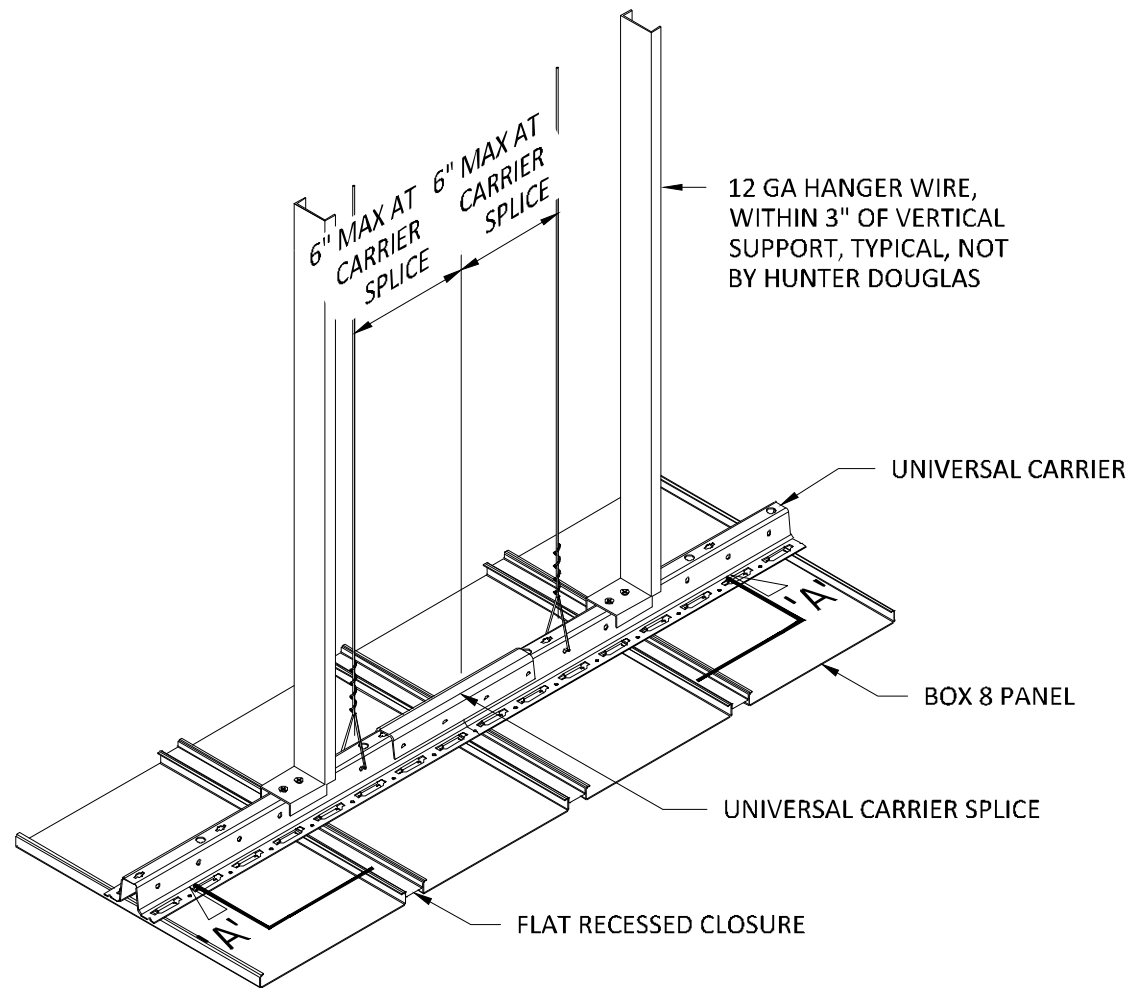 6" MAX AT
CARRIER
SPLICE
6" MAX AT
CARRIER
SPLICE
12 GA HANGER WIRE,
WITHIN 3" OF VERTICAL
SUPPORT, TYPICAL, NOT
BY HUNTER DOUGLAS
UNIVERSAL CARRIER
'A'
BOX 8 PANEL
UNIVERSAL CARRIER SPLICE
FLAT RECESSED CLOSURE
'A'